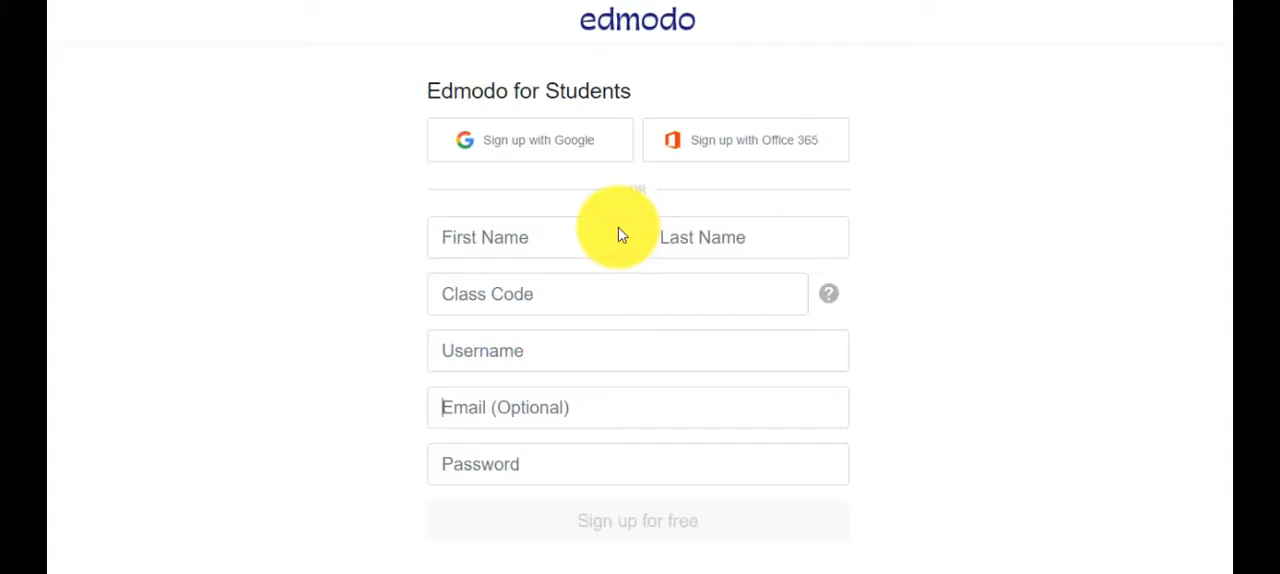 edmodo
Edmodo for Students
Sign up with Google Sign up with Office 365
OR
First Name Last Name
Class Code
?
Username
Email (Optional)
Password
Sign up for free